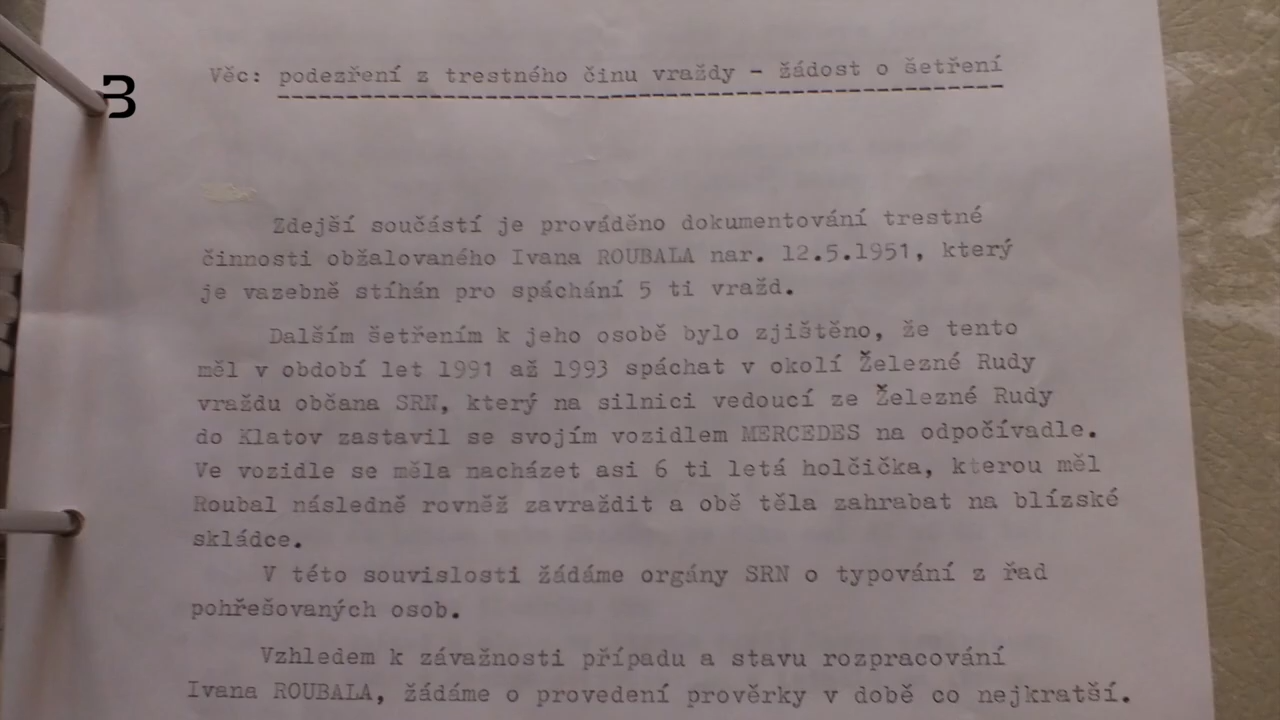 Věc: podezření z trestného činu vraždy - žádost o šetření
Zdejší součástí je prováděno dokumentování trestné
činnosti obžalovaného Ivana ROUBALA nar. 12.5.1951, který
je vazebně stíhán pro spáchání 5 ti vražd.
Dalším šetřením k jeho osobě bylo zjištěno, že tento
měl v období let 1991 až 1993 spáchat v okolí Železné Rudy
vraždu občana SRN, který na silnici vedoucí ze Železné Rudy
do Klatov zastavil se svojím vozidlem MERCEDES na odpočívadle.
Ve vozidle se měla nacházet asi 6 ti letá holčička, kterou měl
Roubal následně rovněž zavraždit a obě těla zahrabat na blízské
skládce.
V této souvislosti žádáme orgány SRN o typování z řad
pohřešovaných osob.
Vzhledem k závažnosti případu a stavu rozpracování
Ivana ROUBALA, žádáme o provedení prověrky v době co nejkratší.